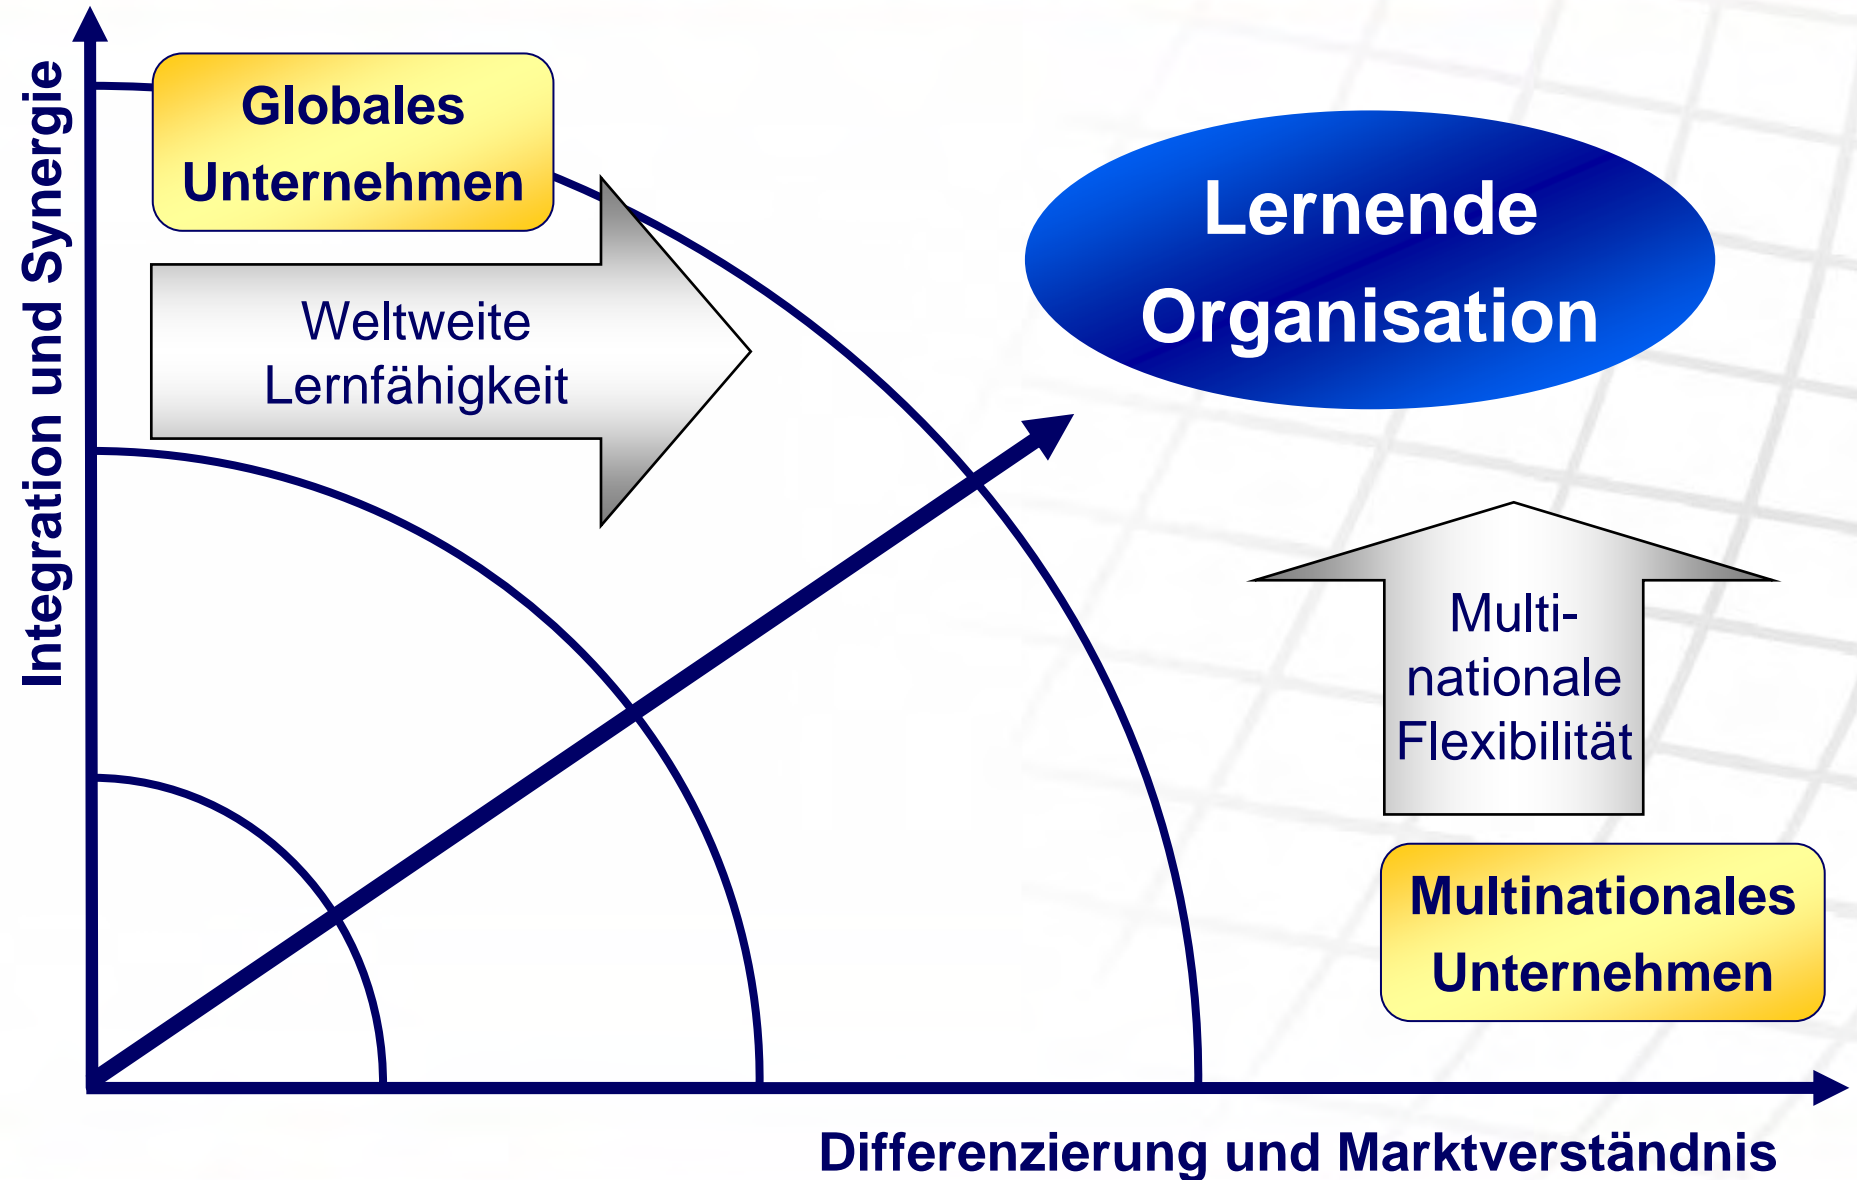 Integration und Synergie
Globales
Unternehmen
Weltweite
Lernfähigkeit
Lernende
Organisation
Multi-
nationale
Flexibilität
Multinationales
Unternehmen
Differenzierung und Marktverständnis